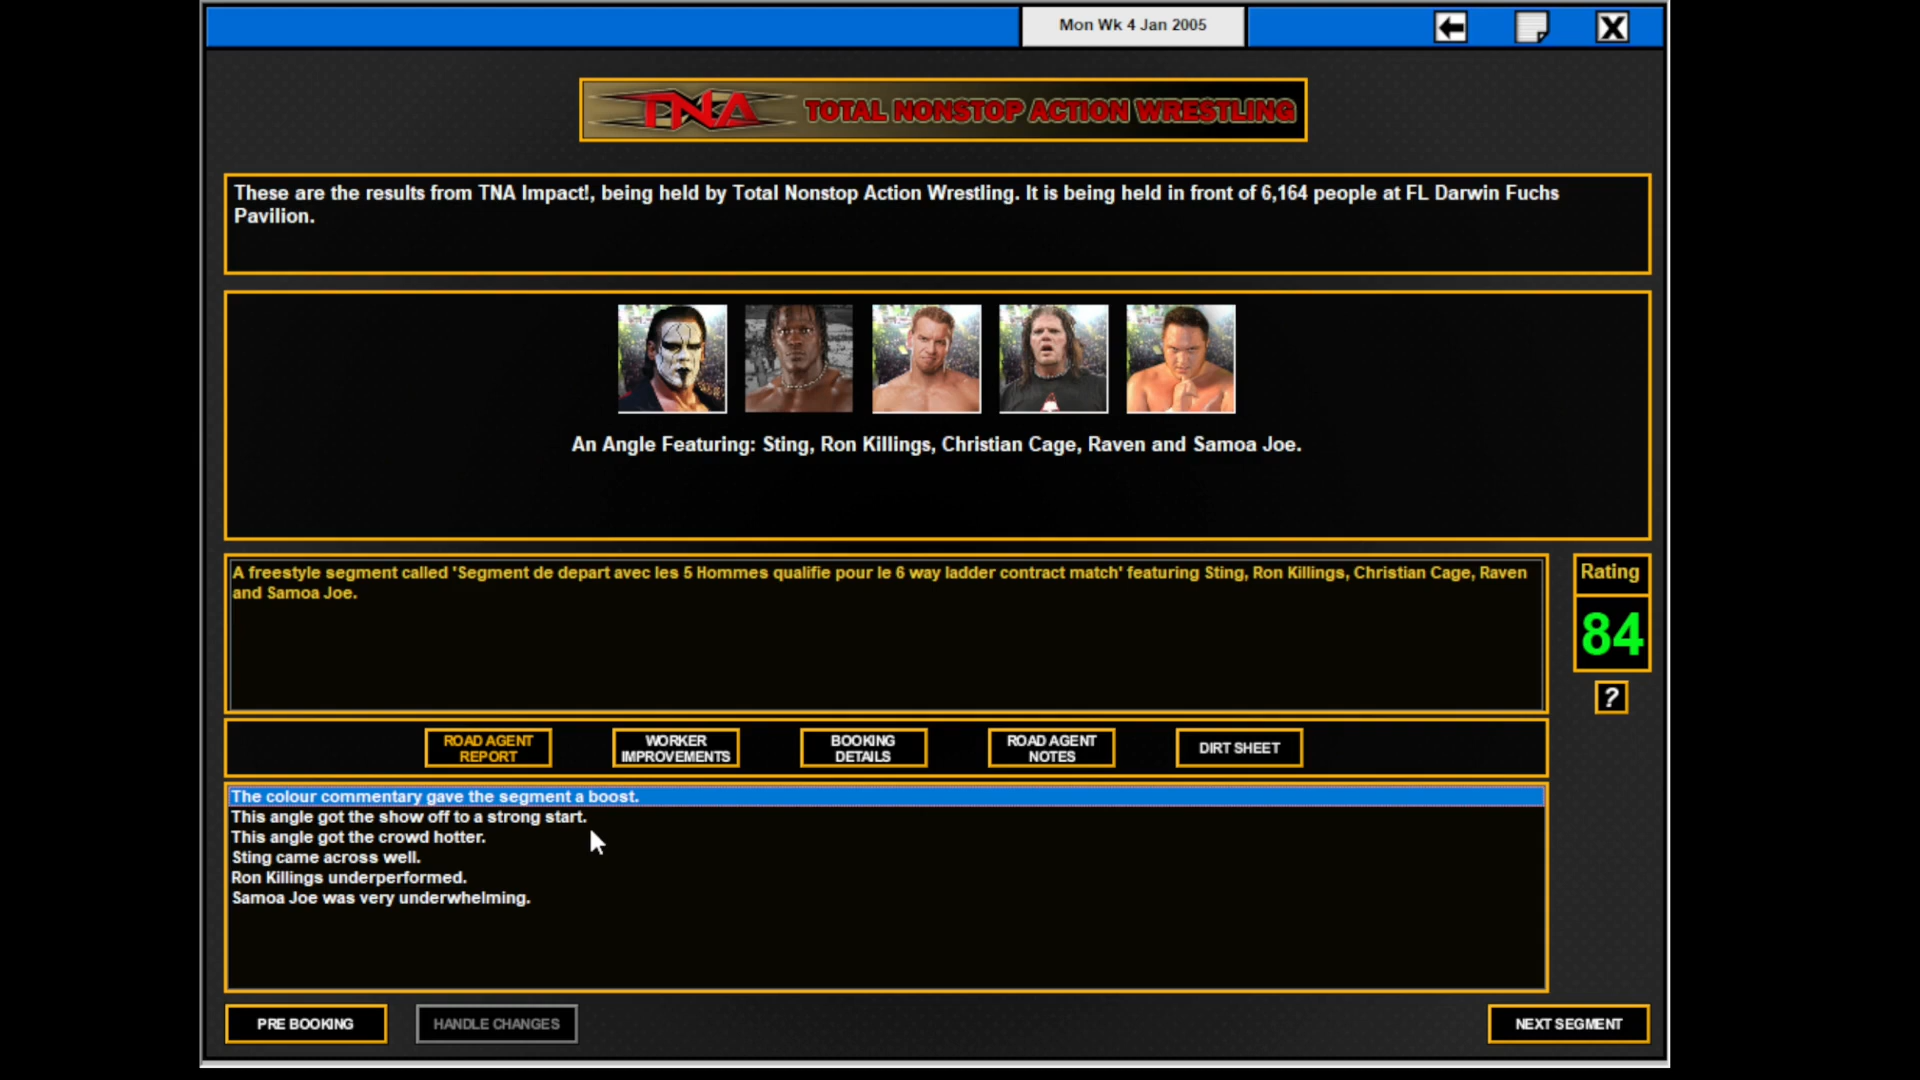 Mon Wk 4 Jan 2005
TNA TOTAL NONSTOP ACTION WRESTLING
These are the results from TNA Impact!, being held by Total Nonstop Action Wrestling. It is being held in front of 6,164 people at FL Darwin Fuchs
Pavilion.
An Angle Featuring: Sting, Ron Killings, Christian Cage, Raven and Samoa Joe.
A freestyle segment called 'Segment de depart avec les 5 Hommes qualifie pour le 6 way ladder contract match' featuring Sting, Ron Killings, Christian Cage, Raven
and Samoa Joe.
Rating
84
?
ROAD AGENT
REPORT
WORKER
IMPROVEMENTS
BOOKING
DETAILS
ROAD AGENT
NOTES
DIRT SHEET
The colour commentary gave the segment a boost.
This angle got the show off to a strong start.
This angle got the crowd hotter.
Sting came across well.
Ron Killings underperformed.
Samoa Joe was very underwhelming.
PRE BOOKING
HANDLE CHANGES
NEXT SEGMENT